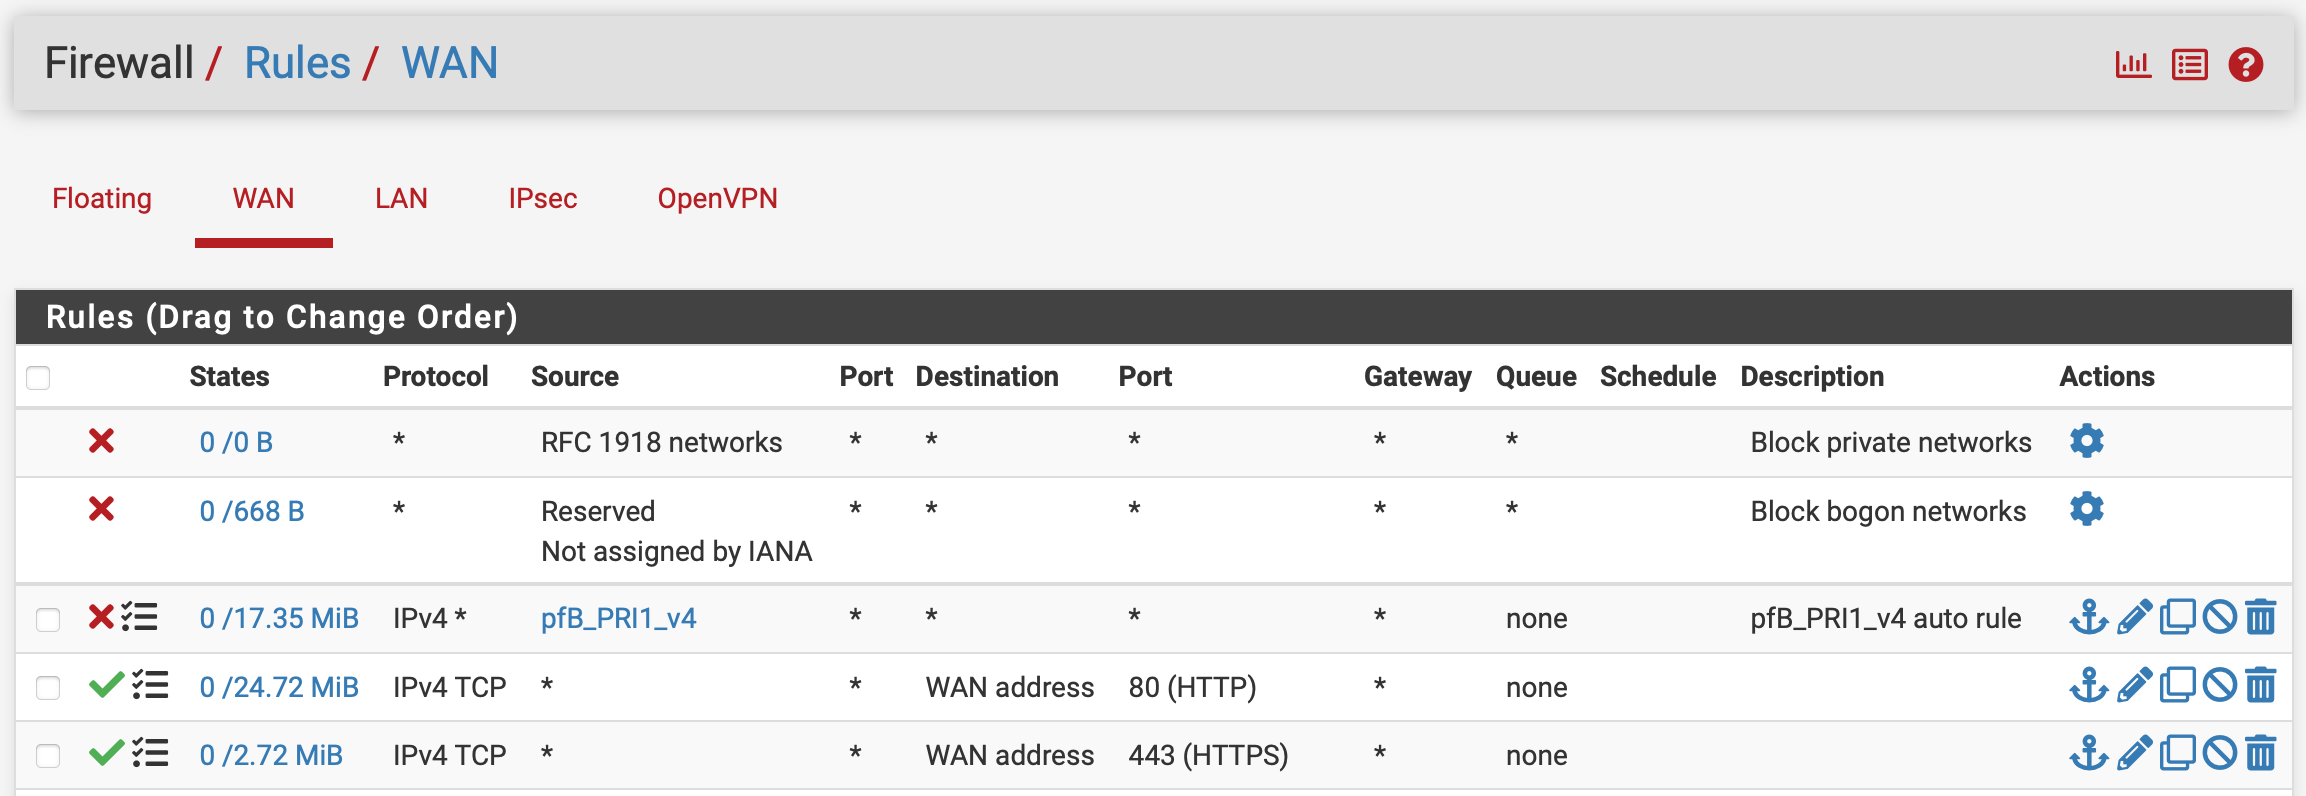 Firewall / Rules / WAN
Floating WAN LAN IPsec OpenVPN
Rules (Drag to Change Order)
States Protocol Source Port Destination Port Gateway Queue Schedule Description Actions
0 /0 B * RFC 1918 networks * * * * * Block private networks
0 /668 B * Reserved * * * * * Block bogon networks
Not assigned by IANA
0 /17.35 MiB IPv4 * pfB_PRI1_v4 * * * * none pfB_PRI1_v4 auto rule
0 /24.72 MiB IPv4 TCP * * WAN address 80 (HTTP) * none
0 /2.72 MiB IPv4 TCP * * WAN address 443 (HTTPS) * none